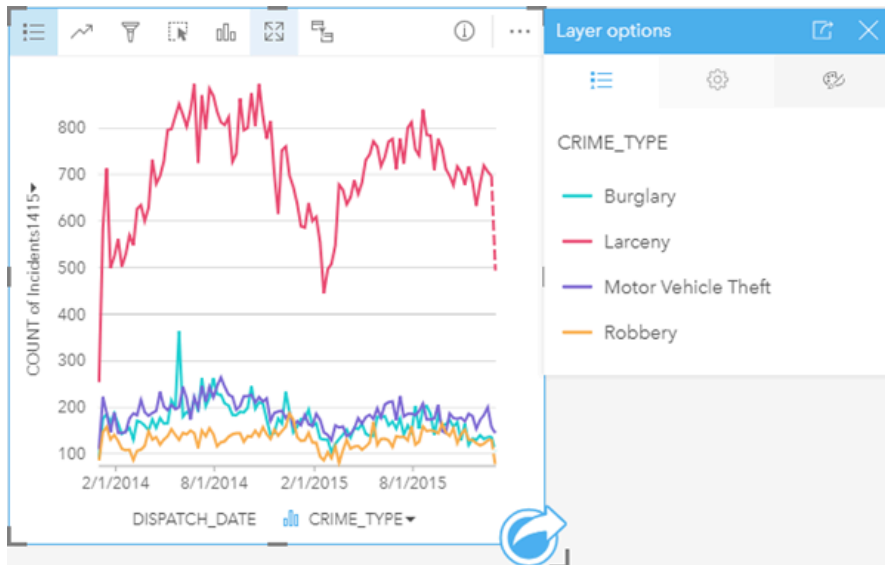 Layer options
CRIME_TYPE
Burglary
Larceny
Motor Vehicle Theft
Robbery
COUNT of Incidents1415
800
700
600
500
400
300
200
100
2/1/2014 8/1/2014 2/1/2015 8/1/2015
DISPATCH_DATE CRIME_TYPE